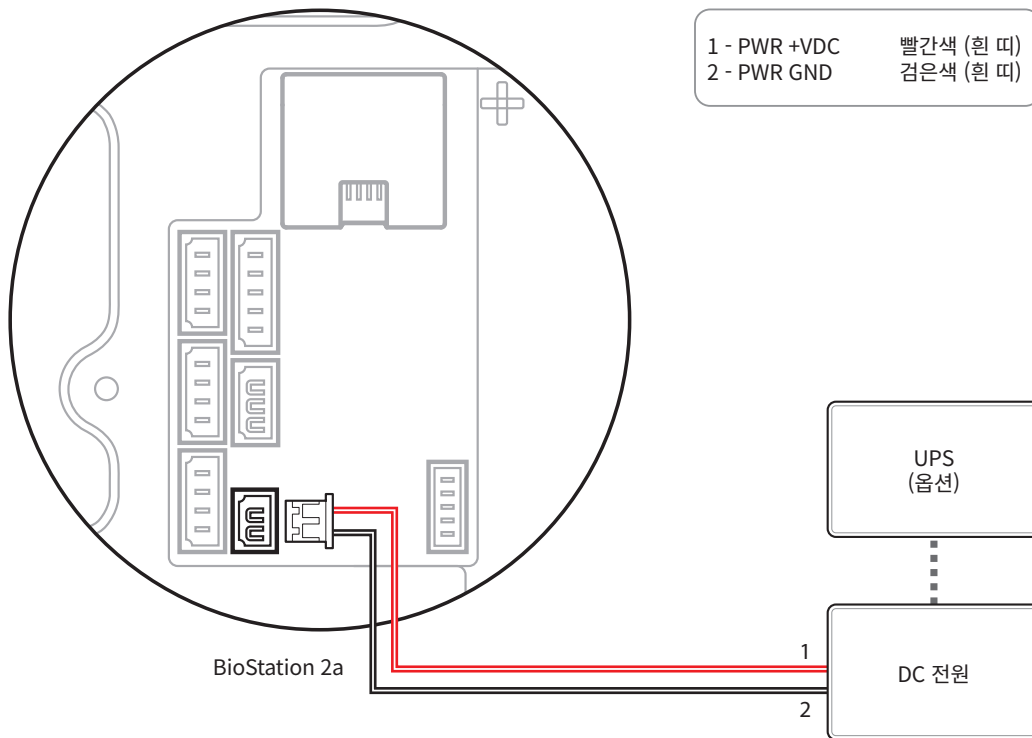 1 - PWR +VDC 빨간색 (흰 띠)
2 - PWR GND 검은색 (흰 띠)
UPS
(옵션)
1
BioStation 2a
DC 전원
2